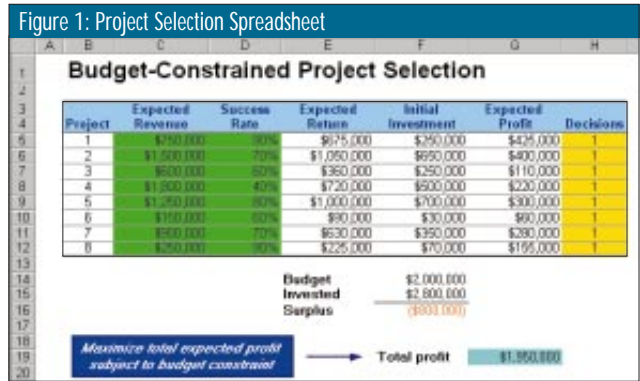 Figure 1: Project Selection Spreadsheet
A B C D E F G H
1 Budget-Constrained Project Selection
2
3 Expected Success Expected Initial Expected
4 Project Revenue Rate Return Investment Profit Decisions
5 1 $750,000 90% $675,000 $250,000 $425,000 1
6 2 $1,500,000 70% $1,050,000 $650,000 $400,000 1
7 3 $600,000 60% $360,000 $250,000 $110,000 1
8 4 $1,800,000 40% $720,000 $500,000 $220,000 1
9 5 $1,250,000 80% $1,000,000 $700,000 $300,000 1
10 6 $150,000 60% $90,000 $30,000 $60,000 1
11 7 $900,000 70% $630,000 $350,000 $280,000 1
12 8 $250,000 90% $225,000 $70,000 $155,000 1
13
14 Budget $2,000,000
15 Invested $2,800,000
16 Surplus ($800,000)
17
18 Maximize total expected profit
19 subject to budget constraint Total profit $1,950,000
20